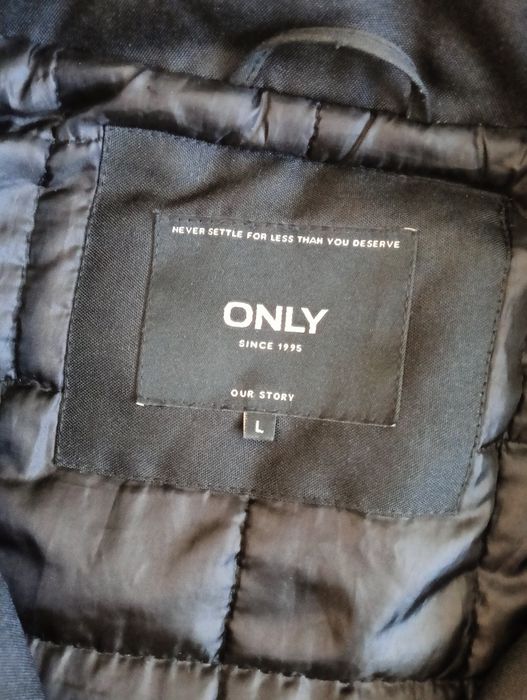 NEVER SETTLE FOR LESS THAN YOU DESERVE
ONLY
SINCE 1995
OUR STORY
L